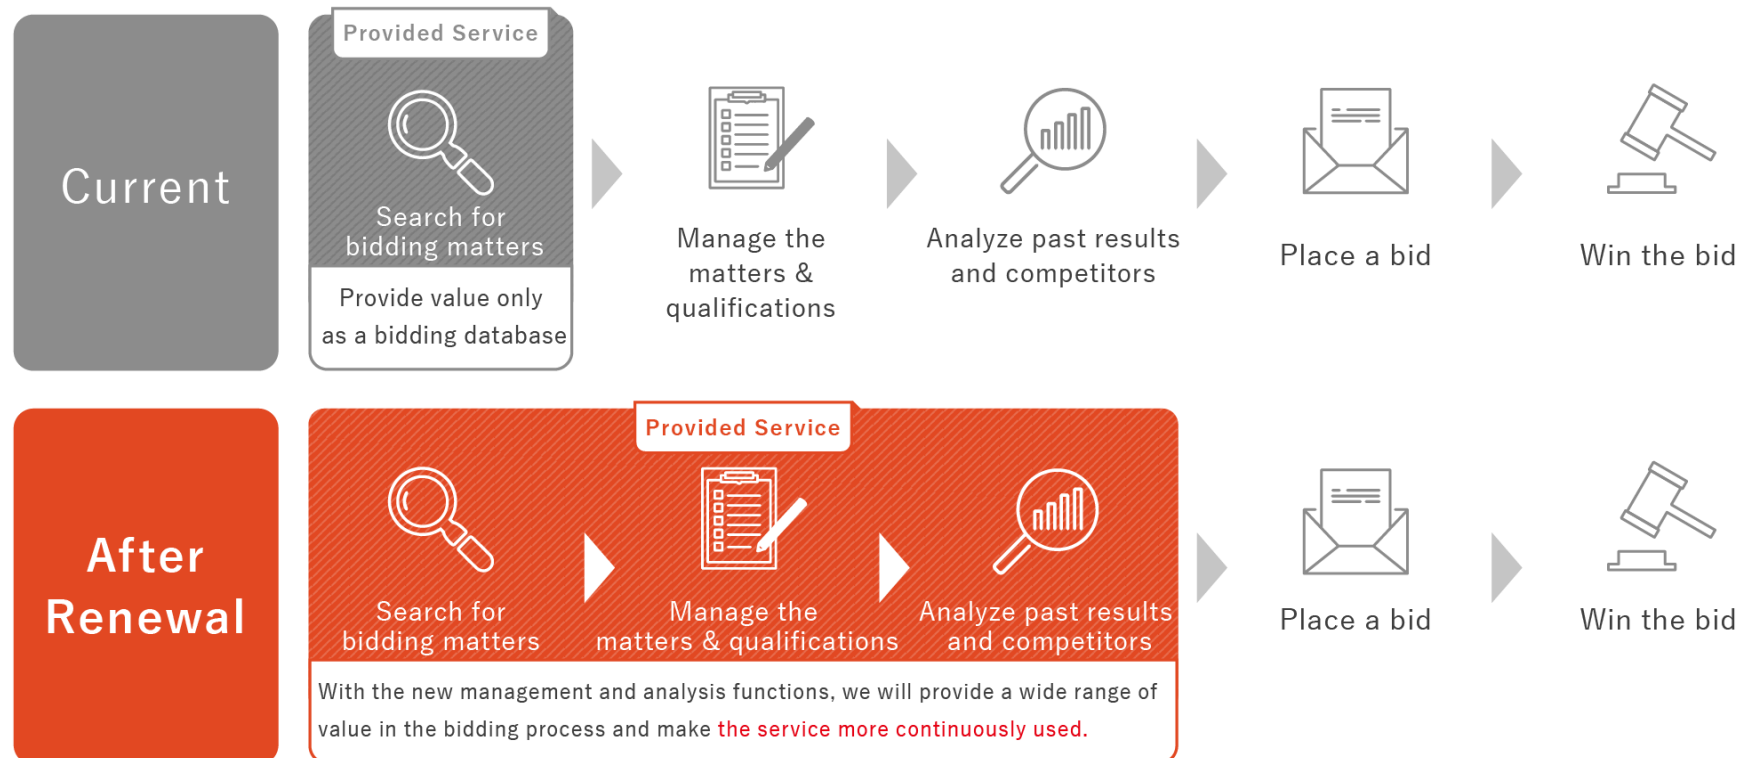 Current
Provided Service
Search for
bidding matters
Provide value only
as a bidding database
Manage the
matters &
qualifications
Analyze past results
and competitors
Place a bid
Win the bid
After
Renewal
Provided Service
Search for
bidding matters
Manage the
matters & qualifications
Analyze past results
and competitors
With the new management and analysis functions, we will provide a wide range of
value in the bidding process and make the service more continuously used.
Place a bid
Win the bid